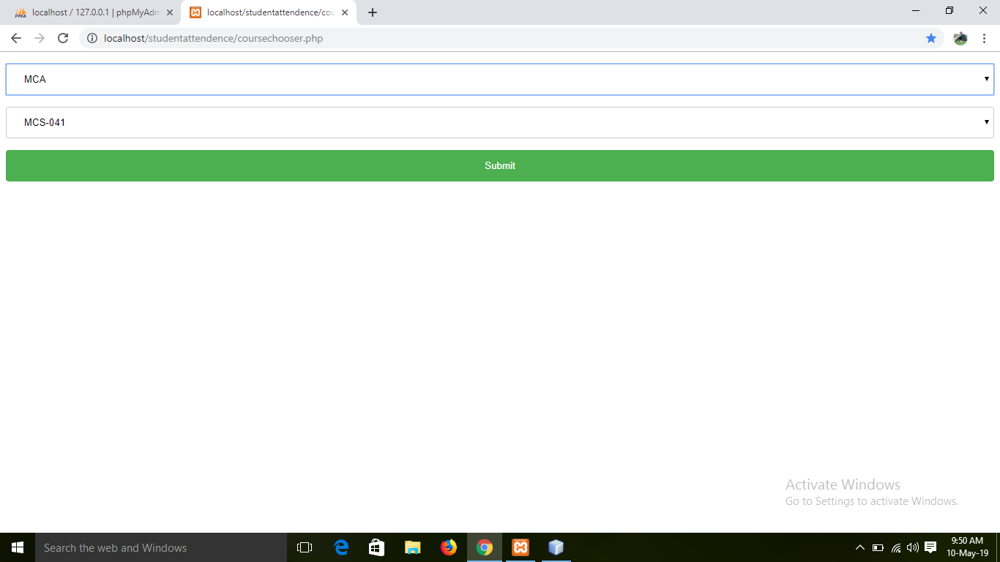 localhost / 127.0.0.1 | phpMyAdm
localhost/studentattendence/cou
localhost/studentattendence/coursechooser.php
MCA
MCS-041
Submit
Activate Windows
Go to Settings to activate Windows.
Search the web and Windows
9:50 AM
10-May-19